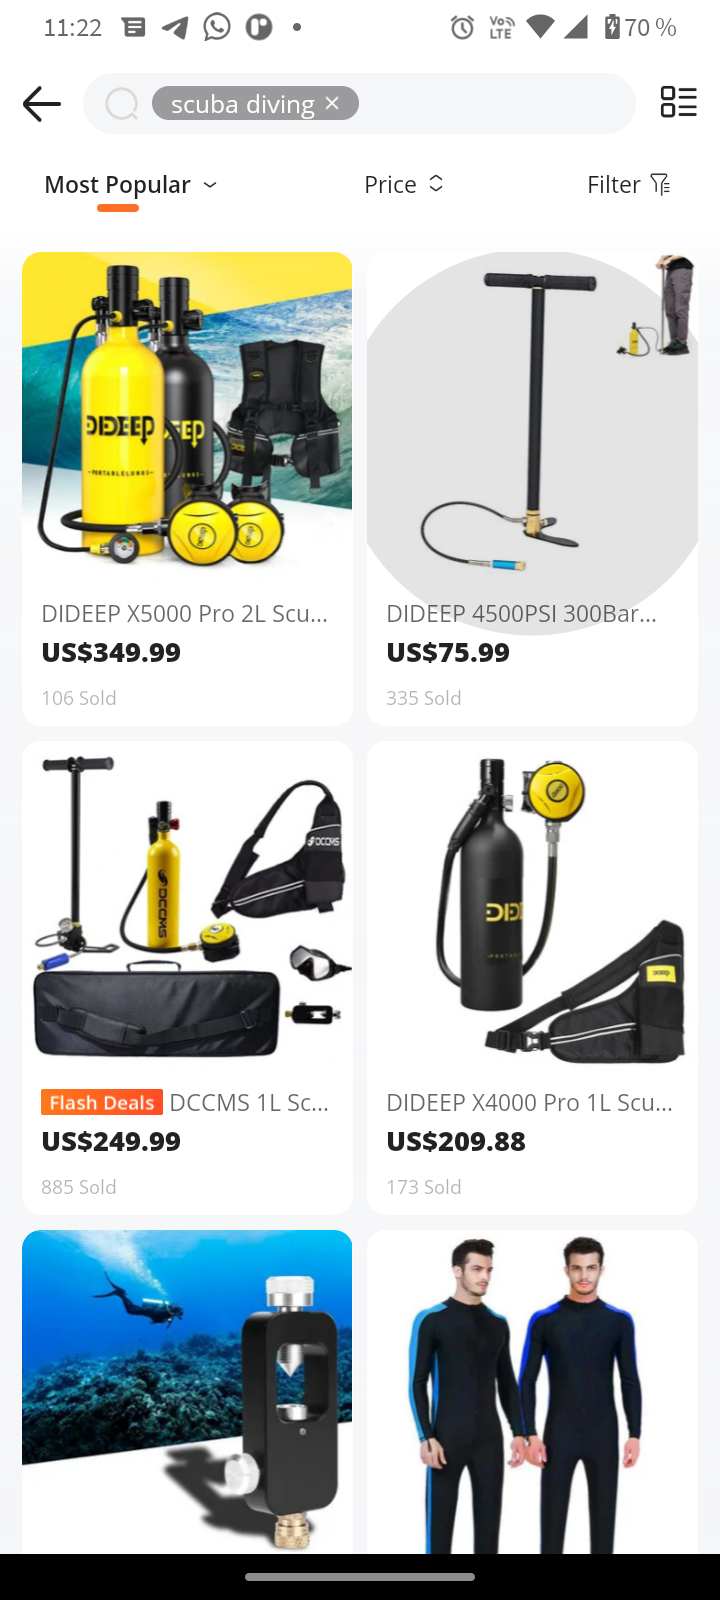 11:22
Vo LTE
70 %
scuba diving ×
Most Popular
Price
Filter
DIDEEP
PORTABLELUNGS
DIDEEP X5000 Pro 2L Scu...
US$349.99
106 Sold
DIDEEP 4500PSI 300Bar...
US$75.99
335 Sold
DCCMS
DCCMS
Flash Deals DCCMS 1L Sc...
US$249.99
885 Sold
DIDEEP X4000 Pro 1L Scu...
US$209.88
173 Sold